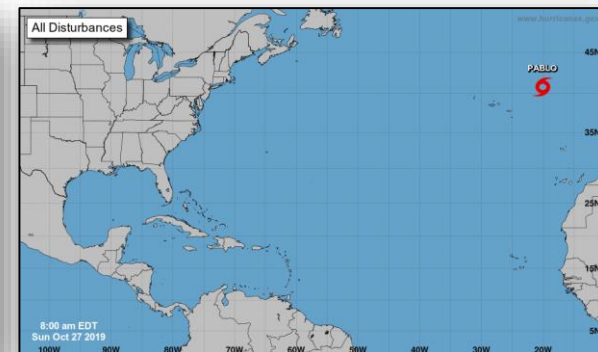 All Disturbances
www.hurricanes.gov
45N
PABLO
35N
25N
15N
8:00 am EDT
Sun Oct 27 2019
5N
100W 90W 80W 70W 60W 50W 40W 30W 20W